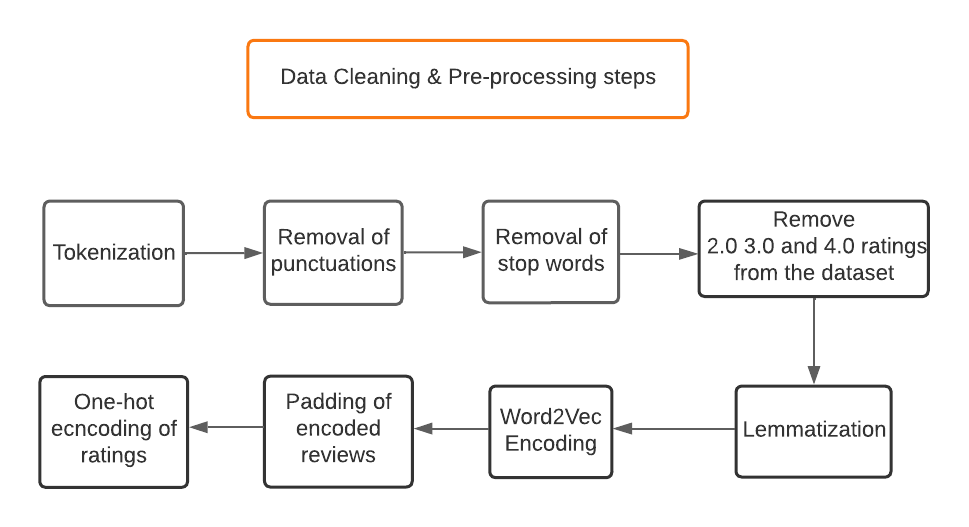 Data Cleaning & Pre-processing steps
Tokenization
Removal of
punctuations
Removal of
stop words
Remove
2.0 3.0 and 4.0 ratings
from the dataset
Lemmatization
Word2Vec
Encoding
Padding of
encoded
reviews
One-hot
ecncoding of
ratings